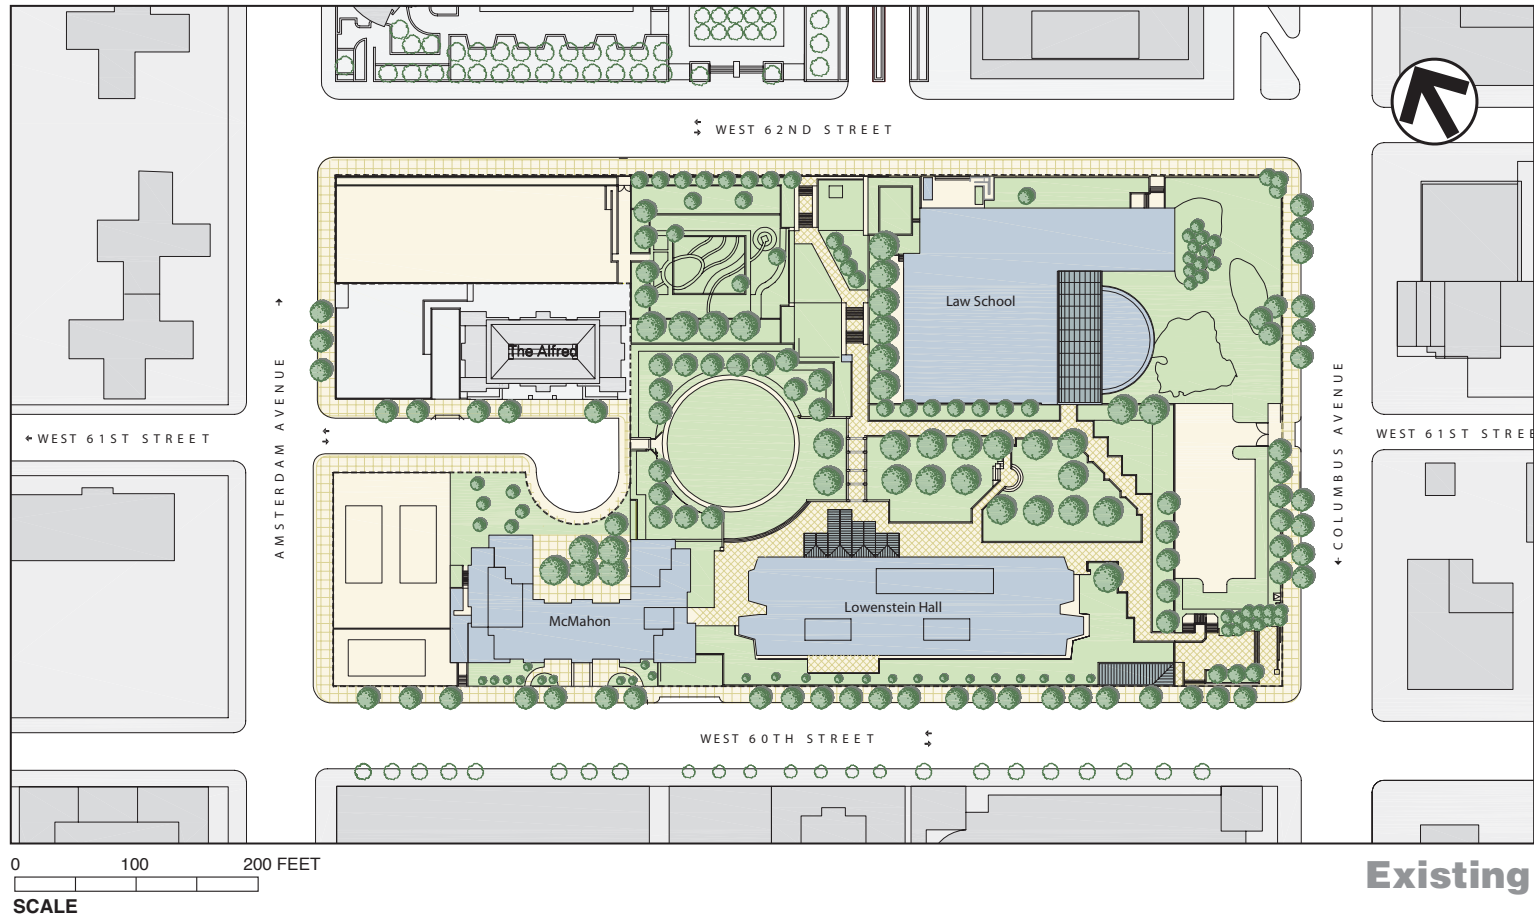 WEST 62ND STREET
Law School
The Alfred
AMSTERDAM AVENUE
COLUMBUS AVENUE
WEST 61ST STREET
WEST 61ST STREE
Lowenstein Hall
McMahon
WEST 60TH STREET
0 100 200 FEET
SCALE
Existing